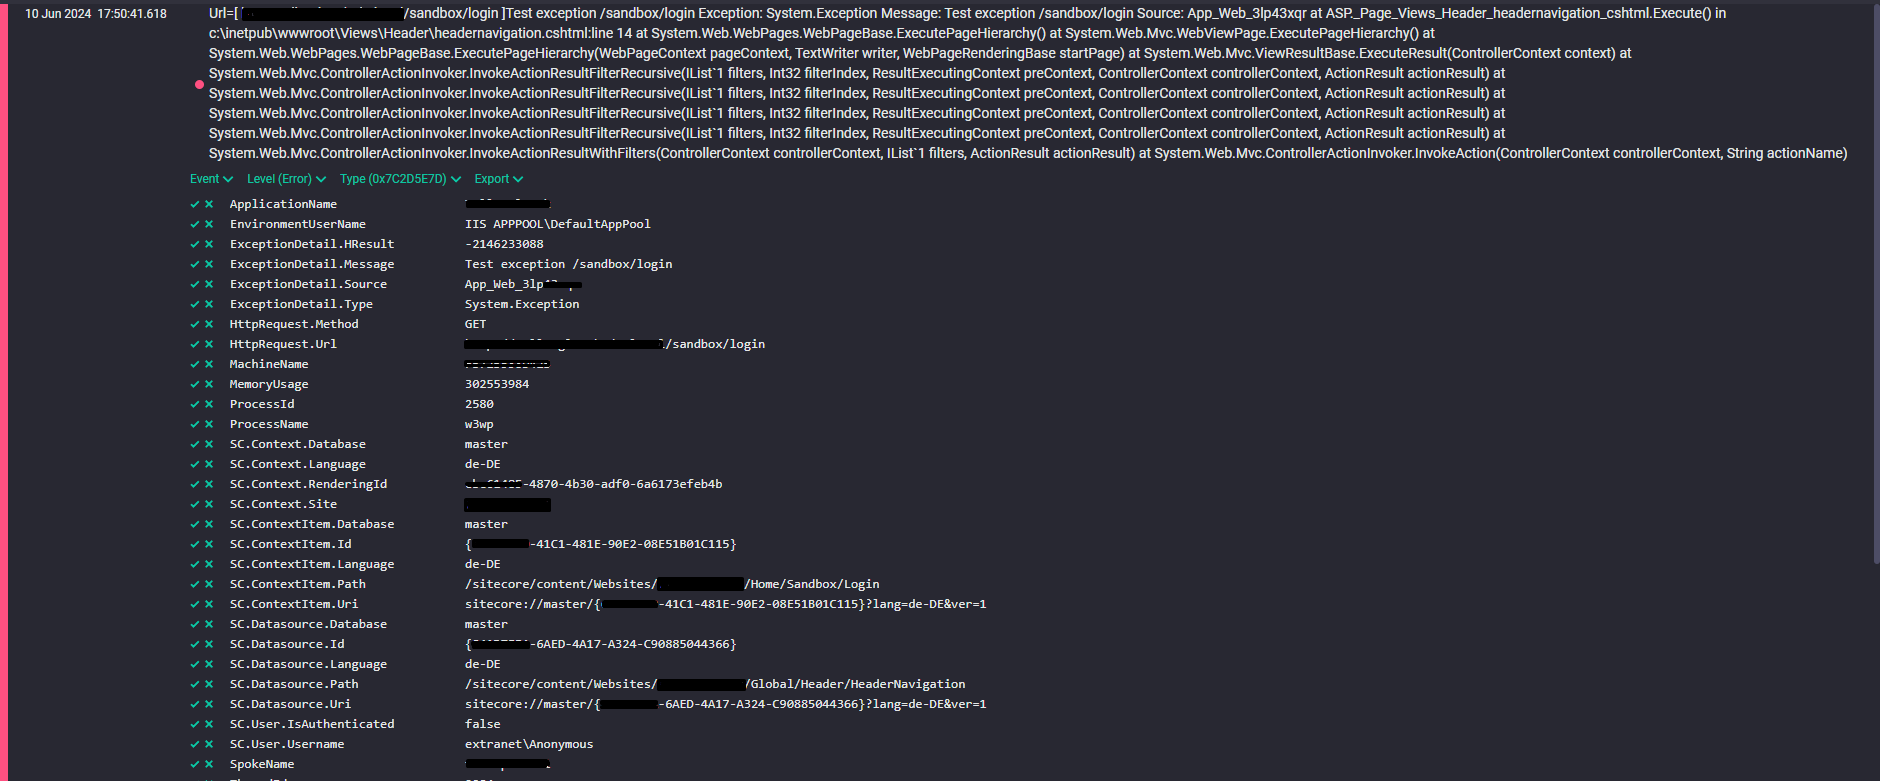 10 Jun 2024 17:50:41.618
Url=[ /sandbox/login ]Test exception /sandbox/login Exception: System.Exception Message: Test exception /sandbox/login Source: App_Web_3lp43xqr at ASP._Page_Views_Header_headernavigation_cshtml.Execute() in
c:\inetpub\wwwroot\Views\Header\headernavigation.cshtml:line 14 at System.Web.WebPages.WebPageBase.ExecutePageHierarchy() at System.Web.Mvc.WebViewPage.ExecutePageHierarchy() at
System.Web.WebPages.WebPageBase.ExecutePageHierarchy(WebPageContext pageContext, TextWriter writer, WebPageRenderingBase startPage) at System.Web.Mvc.ViewResultBase.ExecuteResult(ControllerContext context) at
System.Web.Mvc.ControllerActionInvoker.InvokeActionResultFilterRecursive(IList`1 filters, Int32 filterIndex, ResultExecutingContext preContext, ControllerContext controllerContext, ActionResult actionResult) at
System.Web.Mvc.ControllerActionInvoker.InvokeActionResultFilterRecursive(IList`1 filters, Int32 filterIndex, ResultExecutingContext preContext, ControllerContext controllerContext, ActionResult actionResult) at
System.Web.Mvc.ControllerActionInvoker.InvokeActionResultFilterRecursive(IList`1 filters, Int32 filterIndex, ResultExecutingContext preContext, ControllerContext controllerContext, ActionResult actionResult) at
System.Web.Mvc.ControllerActionInvoker.InvokeActionResultFilterRecursive(IList`1 filters, Int32 filterIndex, ResultExecutingContext preContext, ControllerContext controllerContext, ActionResult actionResult) at
System.Web.Mvc.ControllerActionInvoker.InvokeActionResultWithFilters(ControllerContext controllerContext, IList`1 filters, ActionResult actionResult) at System.Web.Mvc.ControllerActionInvoker.InvokeAction(ControllerContext controllerContext, String actionName)
Event Level (Error) Type (0x7C2D5E7D) Export
ApplicationName
EnvironmentUserName IIS APPPOOL\DefaultAppPool
ExceptionDetail.HResult -2146233088
ExceptionDetail.Message Test exception /sandbox/login
ExceptionDetail.Source App_Web_3lp
ExceptionDetail.Type System.Exception
HttpRequest.Method GET
HttpRequest.Url /sandbox/login
MachineName
MemoryUsage 302553984
ProcessId 2580
ProcessName w3wp
SC.Context.Database master
SC.Context.Language de-DE
SC.Context.RenderingId -4870-4b30-adf0-6a6173efeb4b
SC.Context.Site
SC.ContextItem.Database master
SC.ContextItem.Id { -41C1-481E-90E2-08E51B01C115}
SC.ContextItem.Language de-DE
SC.ContextItem.Path /sitecore/content/Websites/ /Home/Sandbox/Login
SC.ContextItem.Uri sitecore://master/{ -41C1-481E-90E2-08E51B01C115}?lang=de-DE&ver=1
SC.Datasource.Database master
SC.Datasource.Id { -6AED-4A17-A324-C90885044366}
SC.Datasource.Language de-DE
SC.Datasource.Path /sitecore/content/Websites/ /Global/Header/HeaderNavigation
SC.Datasource.Uri sitecore://master/{ -6AED-4A17-A324-C90885044366}?lang=de-DE&ver=1
SC.User.IsAuthenticated false
SC.User.Username extranet\Anonymous
SpokeName